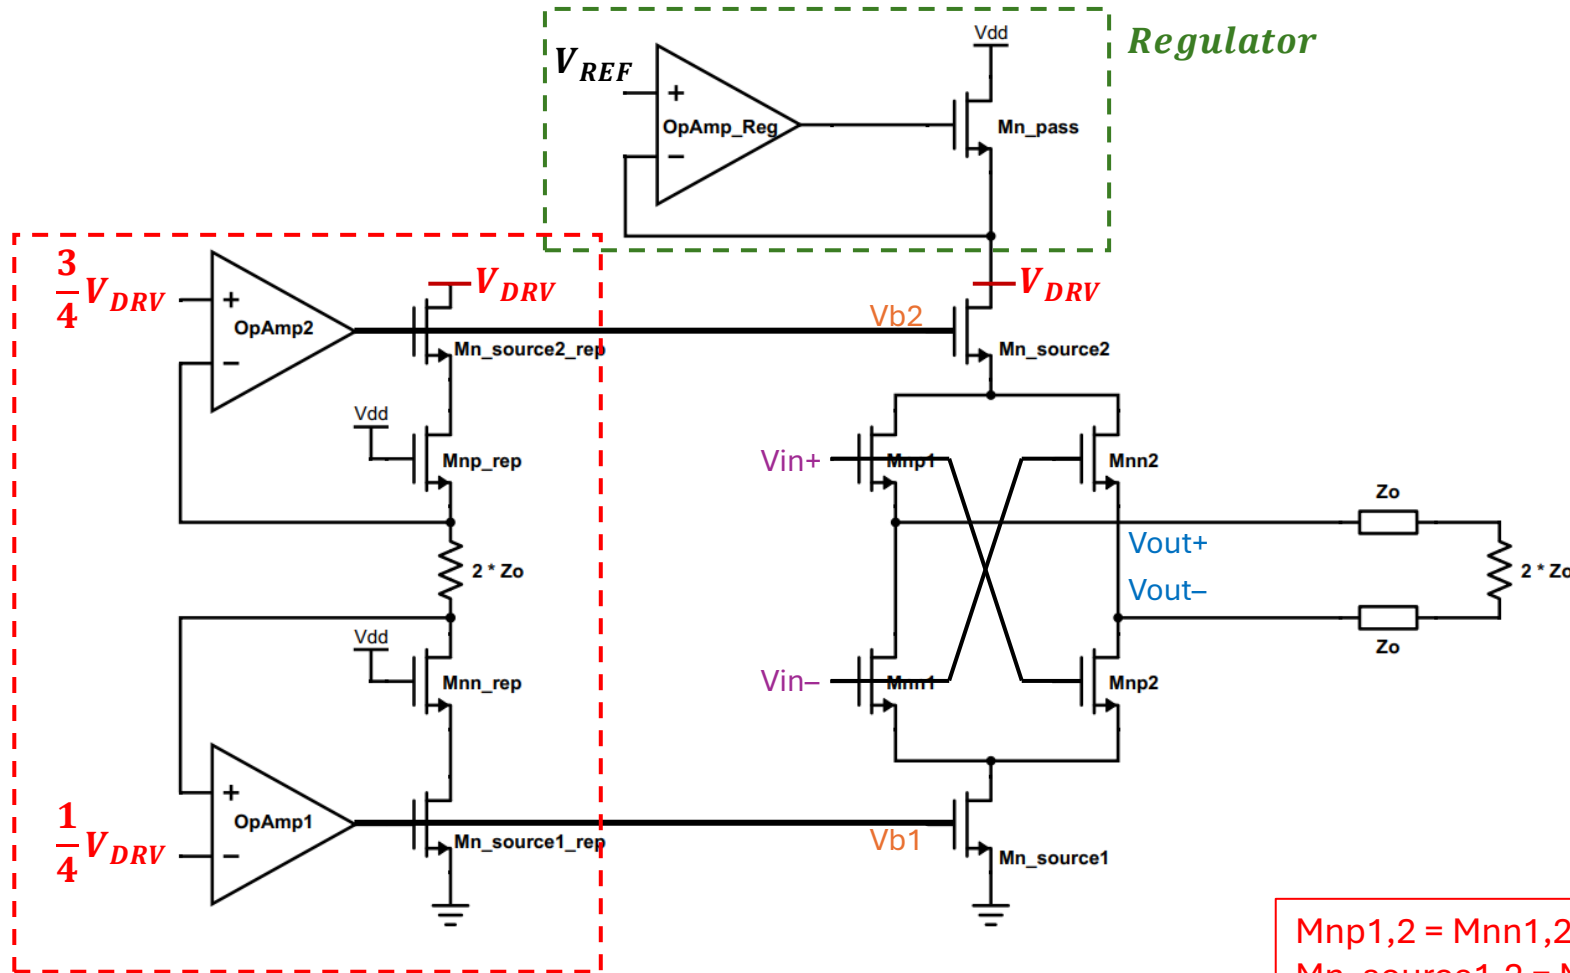 Vdd
Regulator
V_REF
+
OpAmp_Reg
−
Mn_pass
3/4 V_DRV
+
OpAmp2
−
V_DRV
Mn_source2_rep
Vb2
V_DRV
Mn_source2
Vdd
Mnp_rep
Vin+
Mnp1
Mnn2
Zo
2 * Zo
Vout+
Vout−
2 * Zo
Zo
Vdd
Mnn_rep
Vin−
Mnn1
Mnp2
+
OpAmp1
−
1/4 V_DRV
Mn_source1_rep
Vb1
Mn_source1
Mnp1,2 = Mnn1,2